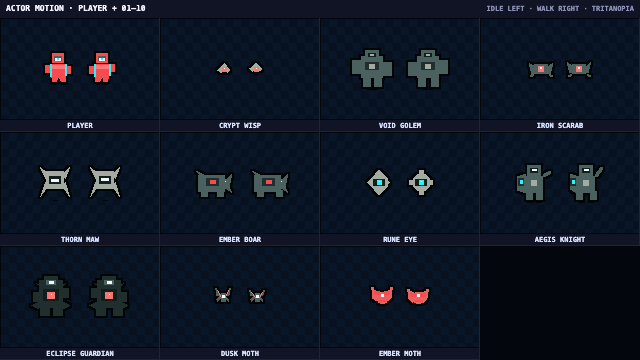 ACTOR MOTION · PLAYER + 01–10
IDLE LEFT · WALK RIGHT · TRITANOPIA
PLAYER
CRYPT WISP
VOID GOLEM
IRON SCARAB
THORN MAW
EMBER BOAR
RUNE EYE
AEGIS KNIGHT
ECLIPSE GUARDIAN
DUSK MOTH
EMBER MOTH